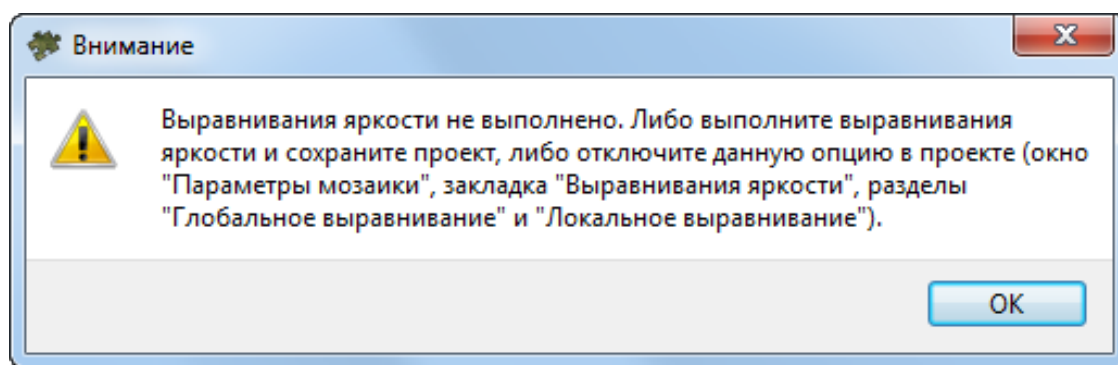 Внимание
Выравнивания яркости не выполнено. Либо выполните выравнивания
яркости и сохраните проект, либо отключите данную опцию в проекте (окно
"Параметры мозаики", закладка "Выравнивания яркости", разделы
"Глобальное выравнивание" и "Локальное выравнивание").
OK